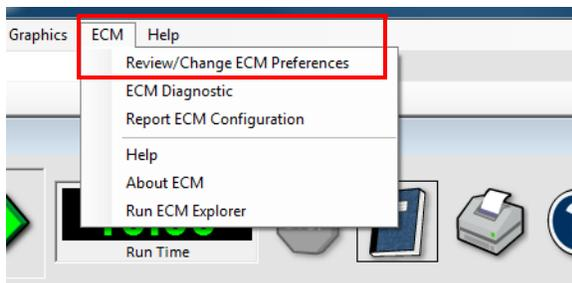 Graphics ECM Help
Review/Change ECM Preferences
ECM Diagnostic
Report ECM Configuration
Help
About ECM
Run ECM Explorer
Run Time